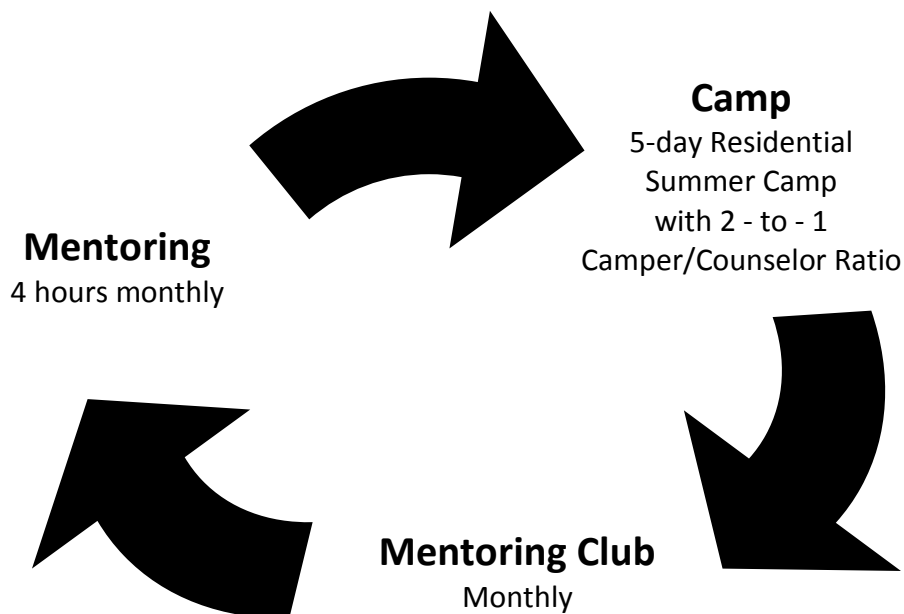 Camp
5-day Residential
Summer Camp
with 2 - to - 1
Camper/Counselor Ratio
Mentoring
4 hours monthly
Mentoring Club
Monthly